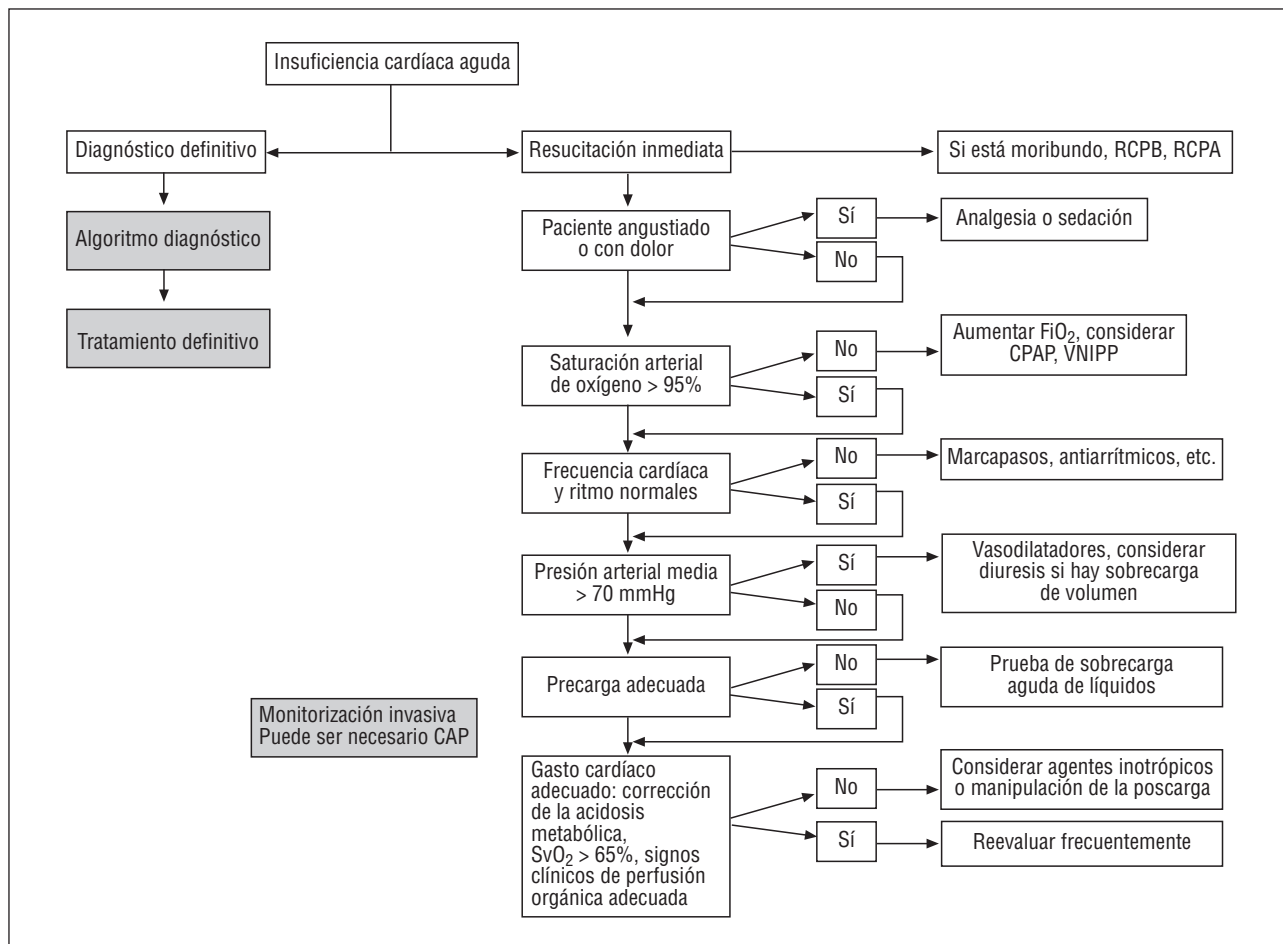 Insuficiencia cardíaca aguda
Diagnóstico definitivo
Resucitación inmediata
Si está moribundo, RCPB, RCPA
Algoritmo diagnóstico
Tratamiento definitivo
Paciente angustiado
o con dolor
Sí
Analgesia o sedación
No
Saturación arterial
de oxígeno > 95%
No
Aumentar FiO₂, considerar
CPAP, VNIPP
Sí
Frecuencia cardíaca
y ritmo normales
No
Marcapasos, antiarrítmicos, etc.
Sí
Presión arterial media
> 70 mmHg
Sí
Vasodilatadores, considerar
diuresis si hay sobrecarga
de volumen
No
Precarga adecuada
No
Prueba de sobrecarga
aguda de líquidos
Sí
Monitorización invasiva
Puede ser necesario CAP
Gasto cardíaco
adecuado: corrección
de la acidosis
metabólica,
SvO₂ > 65%, signos
clínicos de perfusión
orgánica adecuada
No
Considerar agentes inotrópicos
o manipulación de la poscarga
Sí
Reevaluar frecuentemente